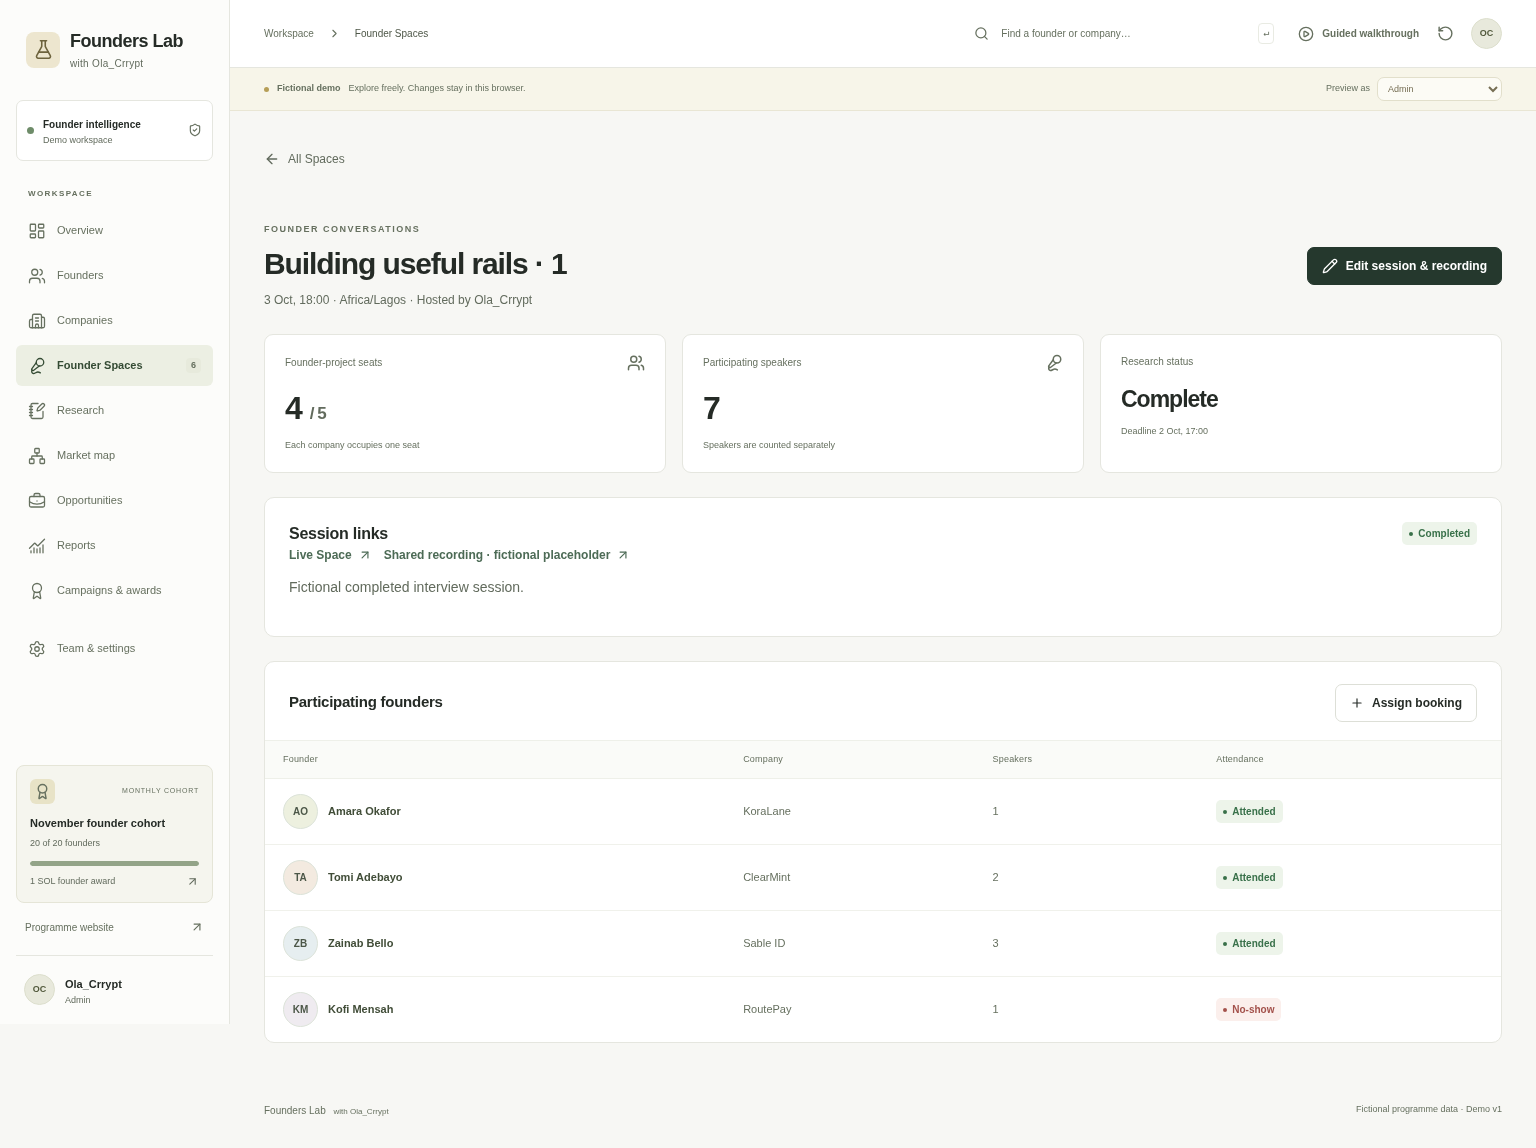 Founders Lab
with Ola_Crrypt
Founder intelligence
Demo workspace
WORKSPACE
Overview
Founders
Companies
Founder Spaces 6
Research
Market map
Opportunities
Reports
Campaigns & awards
Team & settings
MONTHLY COHORT
November founder cohort
20 of 20 founders
1 SOL founder award
Programme website
OC
Ola_Crrypt
Admin
Workspace Founder Spaces
Find a founder or company…
Guided walkthrough
OC
Fictional demo Explore freely. Changes stay in this browser.
Preview as Admin
All Spaces
FOUNDER CONVERSATIONS
Building useful rails · 1
3 Oct, 18:00 · Africa/Lagos · Hosted by Ola_Crrypt
Edit session & recording
Founder-project seats
4 / 5
Each company occupies one seat
Participating speakers
7
Speakers are counted separately
Research status
Complete
Deadline 2 Oct, 17:00
Session links
Completed
Live Space Shared recording · fictional placeholder
Fictional completed interview session.
Participating founders
Assign booking
Founder Company Speakers Attendance
AO Amara Okafor KoraLane 1 Attended
TA Tomi Adebayo ClearMint 2 Attended
ZB Zainab Bello Sable ID 3 Attended
KM Kofi Mensah RoutePay 1 No-show
Founders Lab with Ola_Crrypt
Fictional programme data · Demo v1